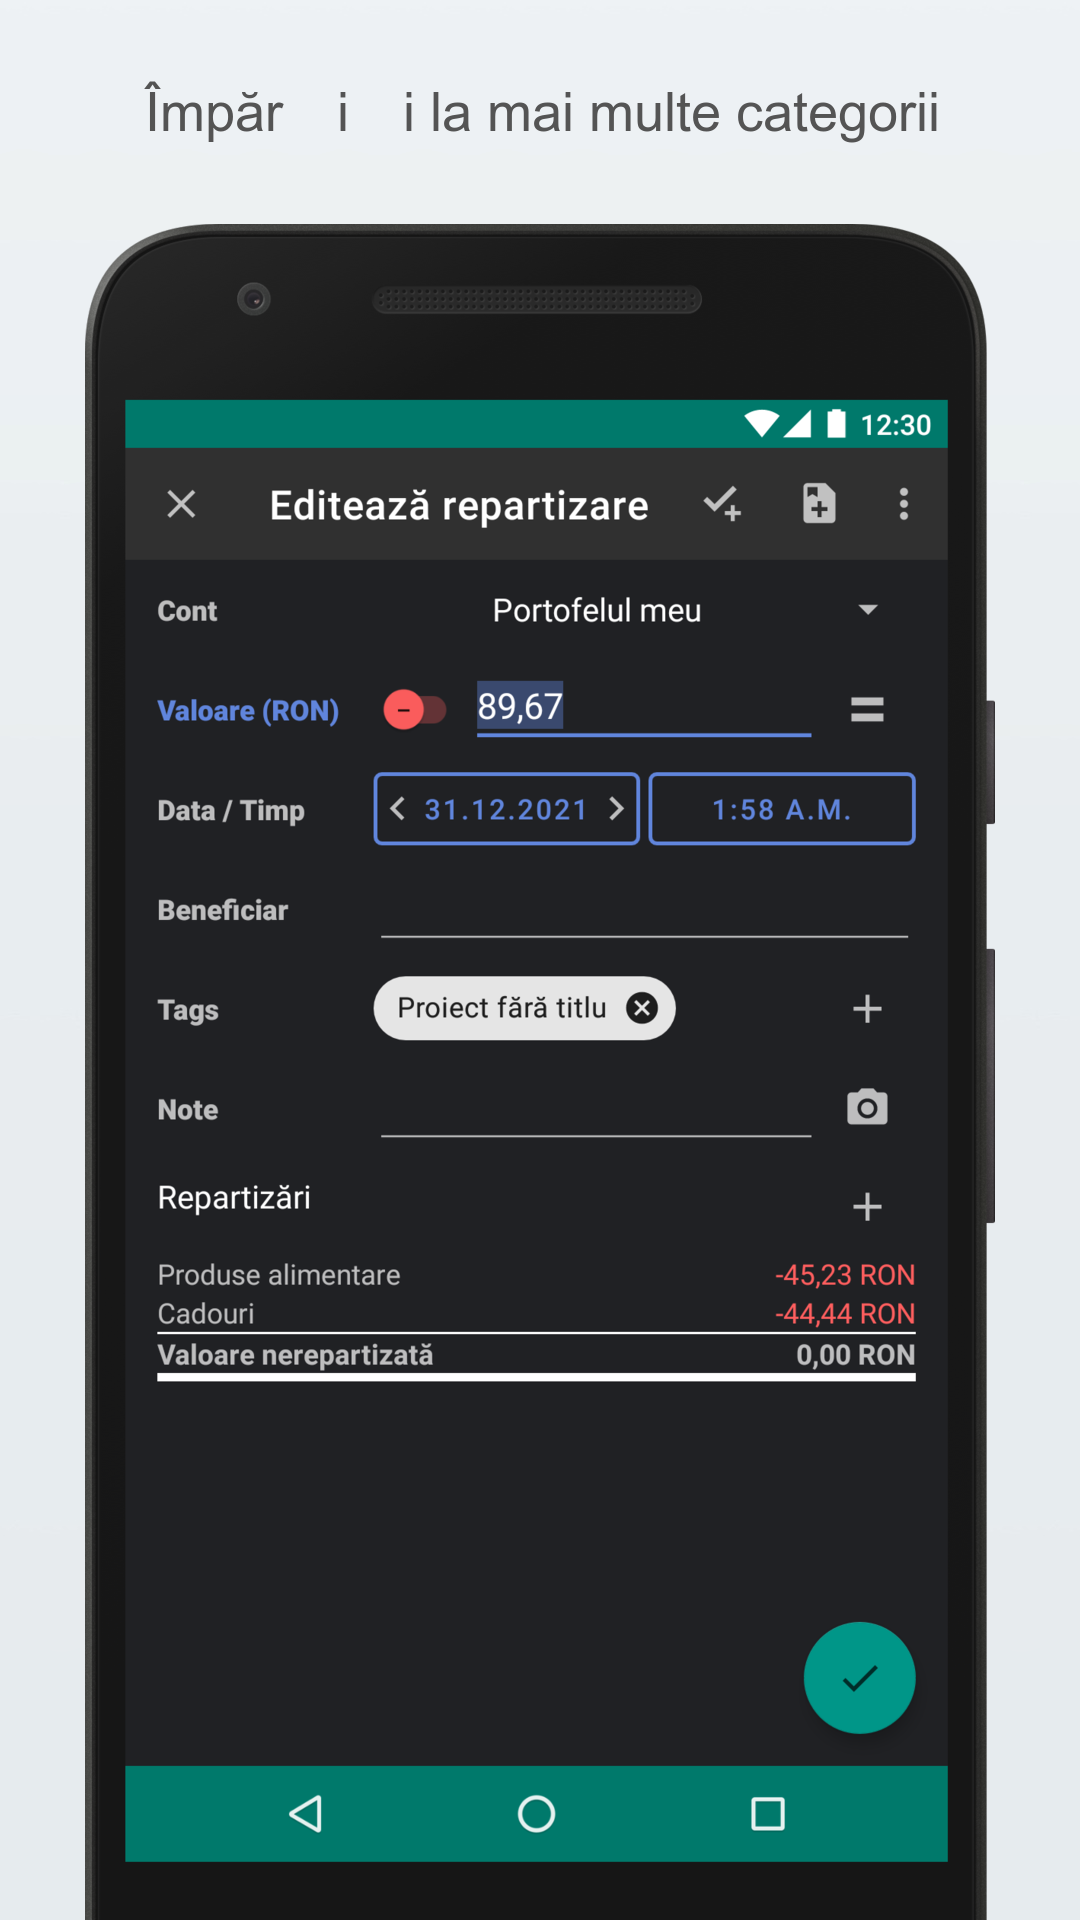 Împăr i i la mai multe categorii
12:30
Editează repartizare
Cont Portofelul meu
Valoare (RON) 89,67
Data / Timp 31.12.2021 1:58 A.M.
Beneficiar
Tags Proiect fără titlu
Note
Repartizări
Produse alimentare -45,23 RON
Cadouri -44,44 RON
Valoare nerepartizată 0,00 RON